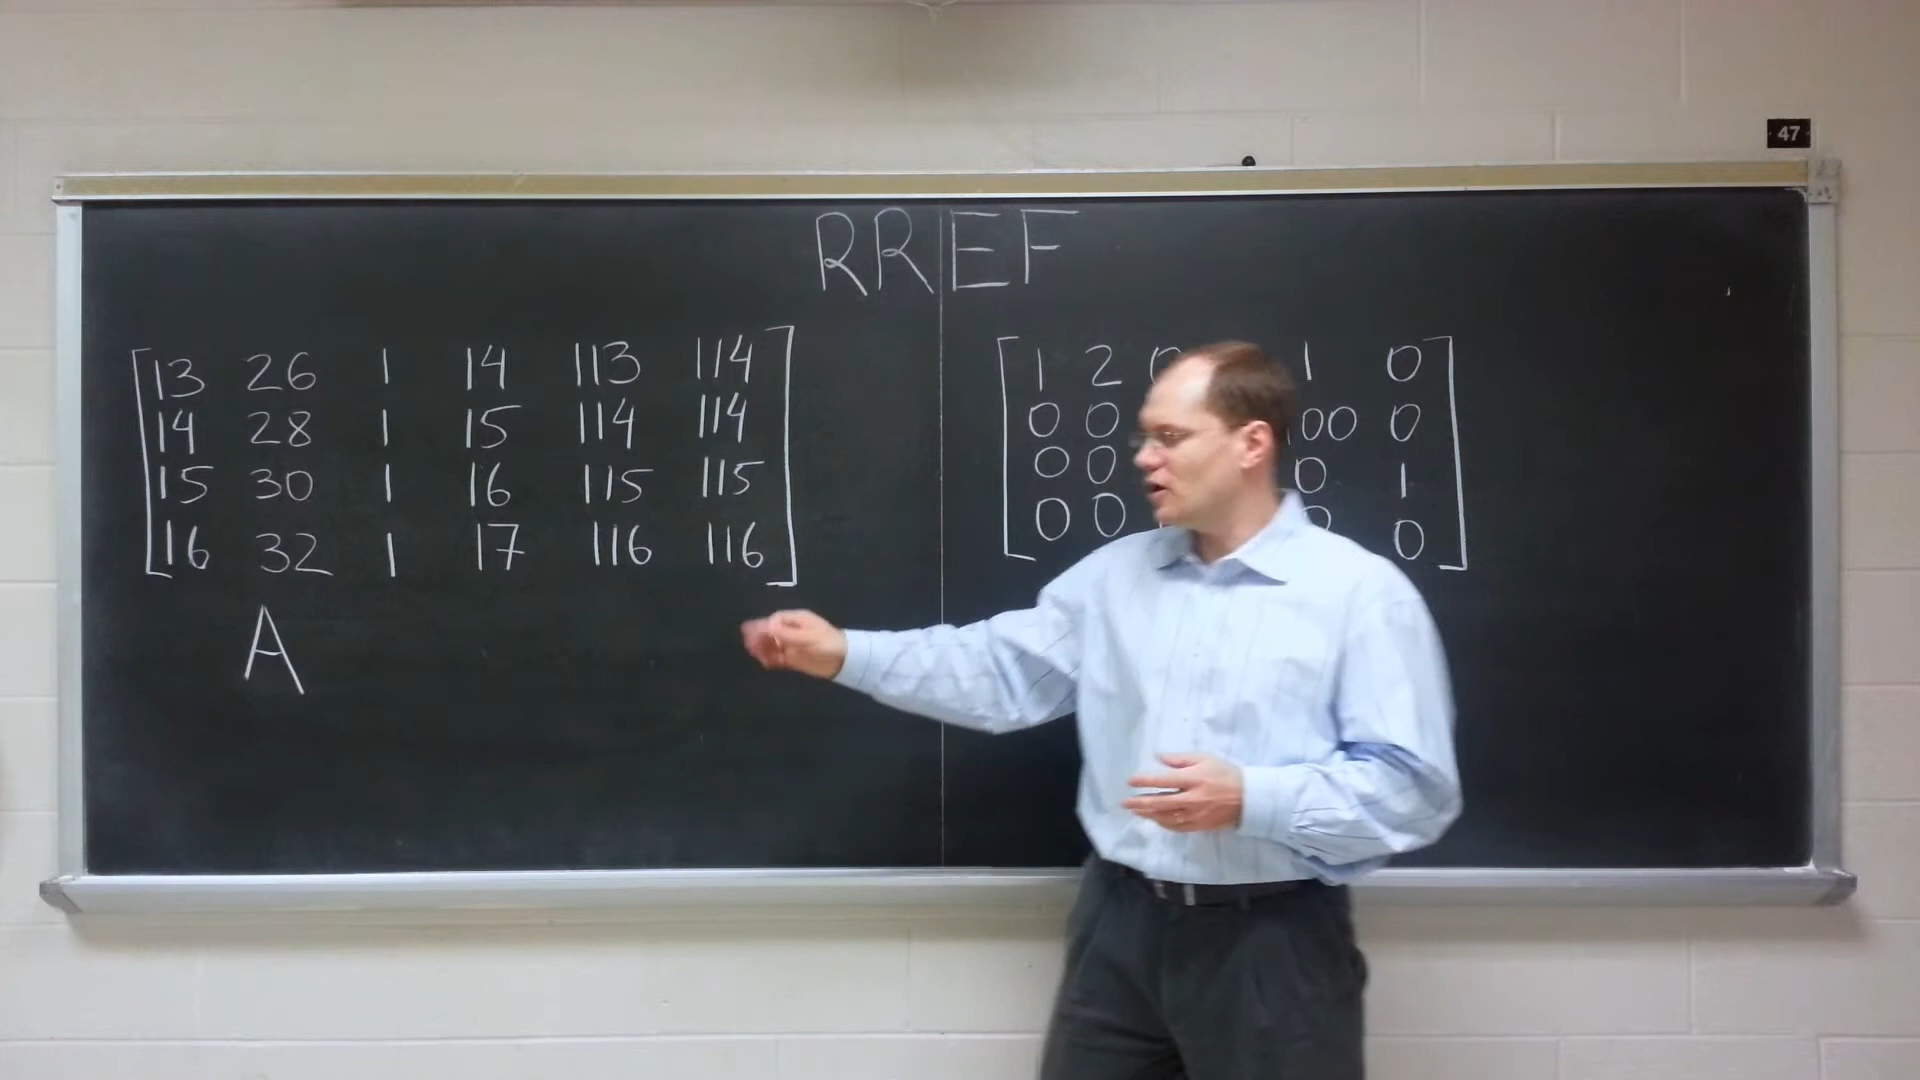 47
RREF
13 26 1 14 113 114
14 28 1 15 114 114
15 30 1 16 115 115
16 32 1 17 116 116
1 2 1 0
0 0 100 0
0 0 0 1
0 0 0 0
A